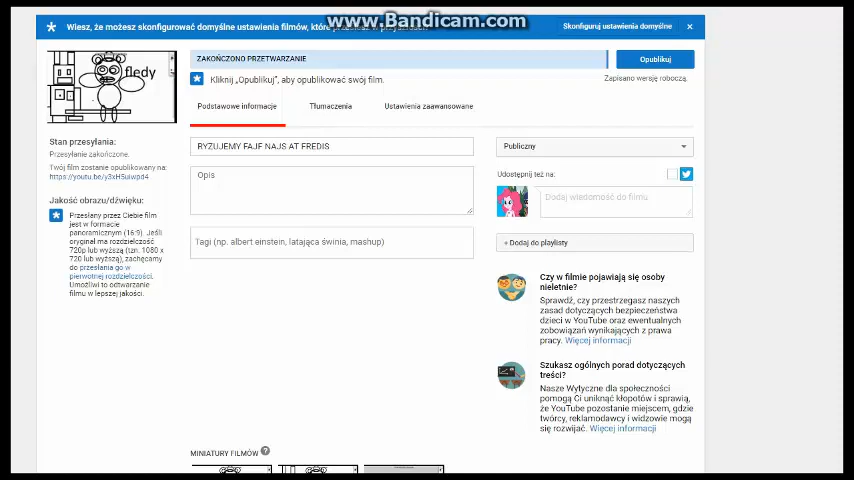 www.Bandicam.com
Wiesz, że możesz skonfigurować domyślne ustawienia filmów, które
Skonfiguruj ustawienia domyślne
fledy
ZAKOŃCZONO PRZETWARZANIE
Opublikuj
Kliknij „Opublikuj”, aby opublikować swój film.
Zapisano wersję roboczą.
Podstawowe informacje
Tłumaczenia
Ustawienia zaawansowane
Stan przesyłania:
Przesyłanie zakończone.
Twój film zostanie opublikowany na:
https://youtu.be/y3xH5uiwpd4
Jakość obrazu/dźwięku:
Przesłany przez Ciebie film
jest w formacie
panoramicznym (16:9). Jeśli
oryginał ma rozdzielczość
720p lub wyższą (tzn. 1080 x
720 lub wyższą), zachęcamy
do przesłania go w
pierwotnej rozdzielczości.
Umożliwi to odtwarzanie
filmu w lepszej jakości.
RYZUJEMY FAJF NAJS AT FREDIS
Opis
Tagi (np. albert einstein, latająca świnia, mashup)
Publiczny
Udostępnij też na:
Dodaj wiadomość do filmu
+ Dodaj do playlisty
Czy w filmie pojawiają się osoby
nieletnie?
Sprawdź, czy przestrzegasz naszych
zasad dotyczących bezpieczeństwa
dzieci w YouTube oraz ewentualnych
zobowiązań wynikających z prawa
pracy. Więcej informacji
Szukasz ogólnych porad dotyczących
treści?
Nasze Wytyczne dla społeczności
pomogą Ci uniknąć kłopotów i sprawią,
że YouTube pozostanie miejscem, gdzie
twórcy, reklamodawcy i widzowie mogą
się rozwijać. Więcej informacji
MINIATURY FILMÓW